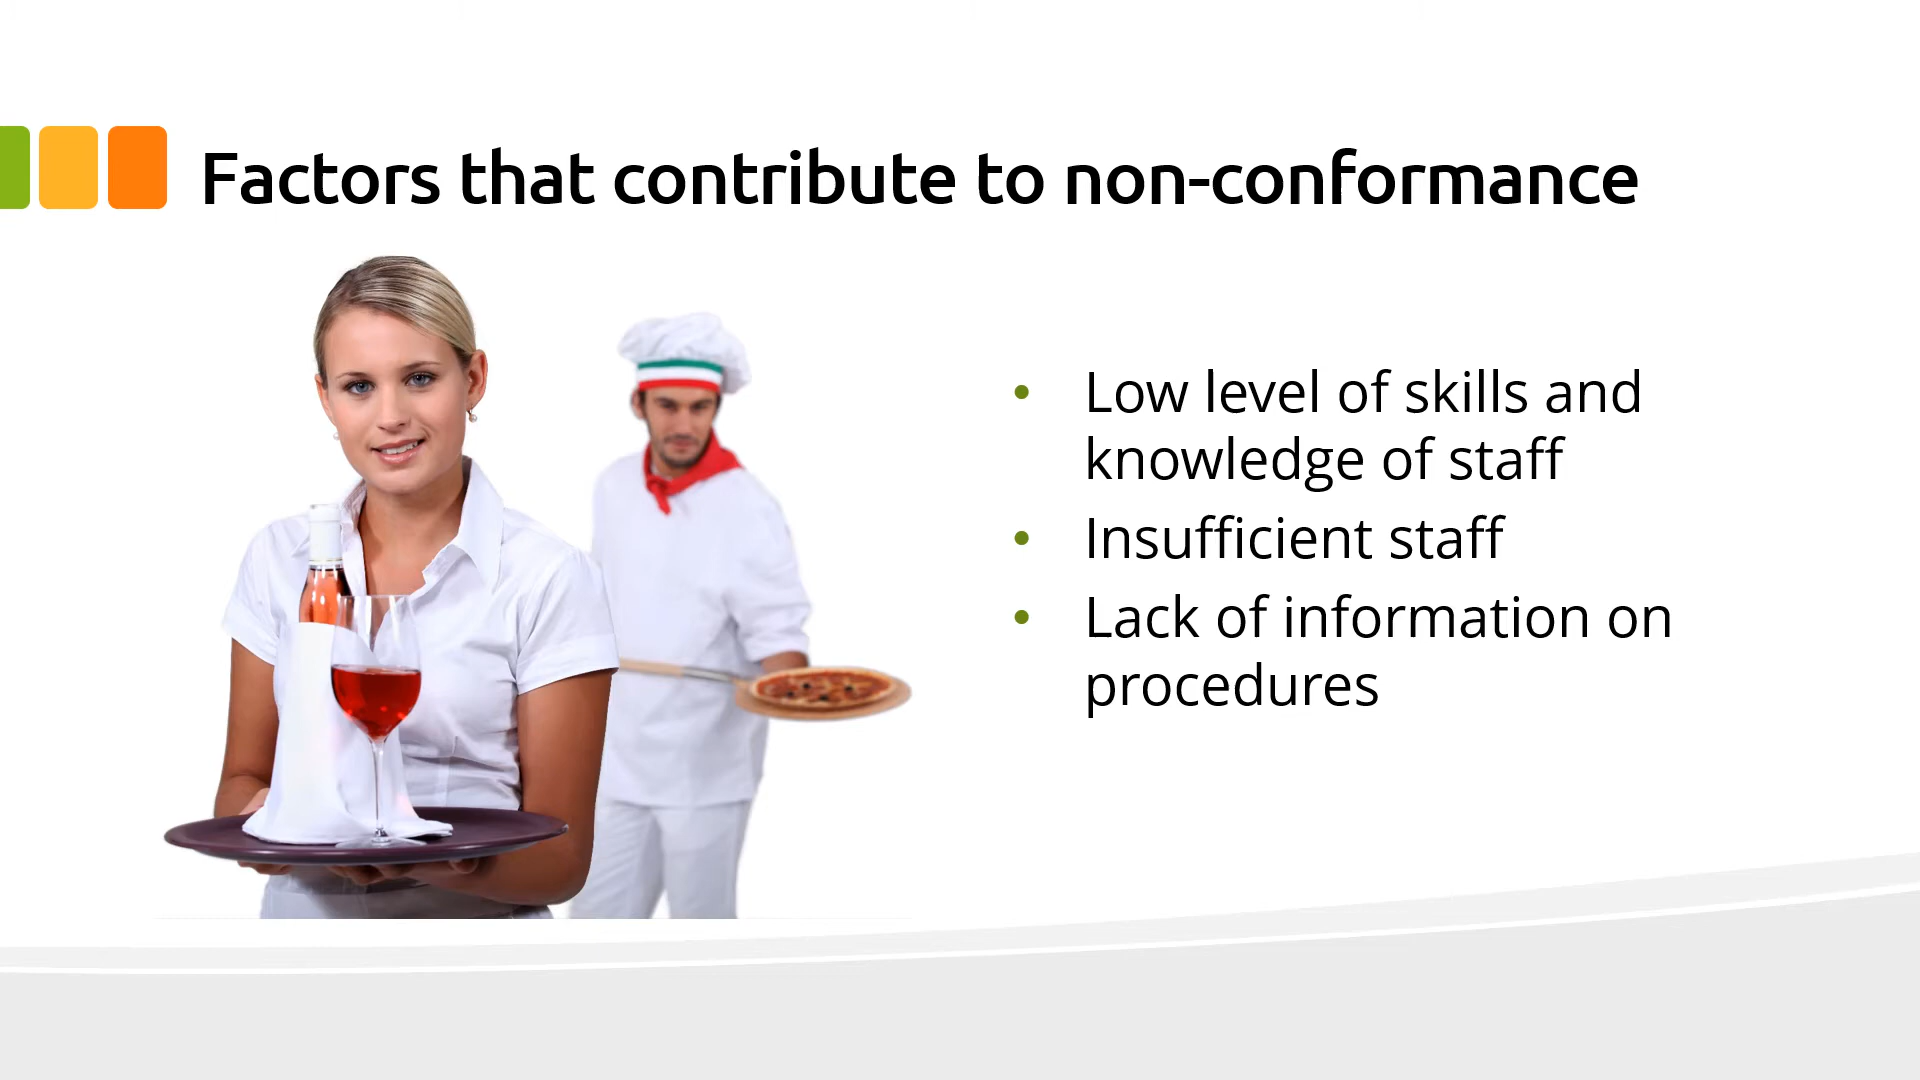 Factors that contribute to non-conformance
• Low level of skills and
knowledge of staff
• Insufficient staff
• Lack of information on
procedures